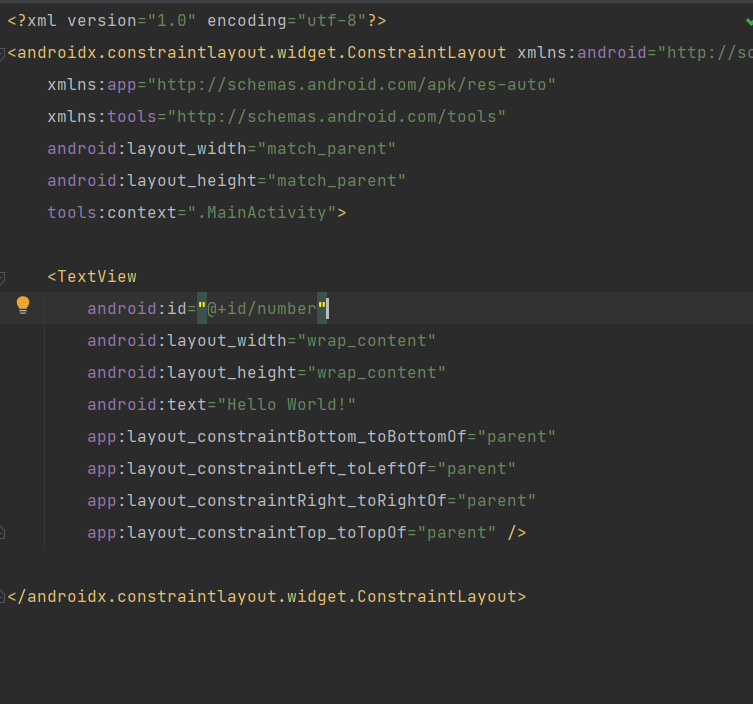 <?xml version="1.0" encoding="utf-8"?>
<androidx.constraintlayout.widget.ConstraintLayout xmlns:android="http://sc
xmlns:app="http://schemas.android.com/apk/res-auto"
xmlns:tools="http://schemas.android.com/tools"
android:layout_width="match_parent"
android:layout_height="match_parent"
tools:context=".MainActivity">
<TextView
android:id="@+id/number"
android:layout_width="wrap_content"
android:layout_height="wrap_content"
android:text="Hello World!"
app:layout_constraintBottom_toBottomOf="parent"
app:layout_constraintLeft_toLeftOf="parent"
app:layout_constraintRight_toRightOf="parent"
app:layout_constraintTop_toTopOf="parent" />
</androidx.constraintlayout.widget.ConstraintLayout>